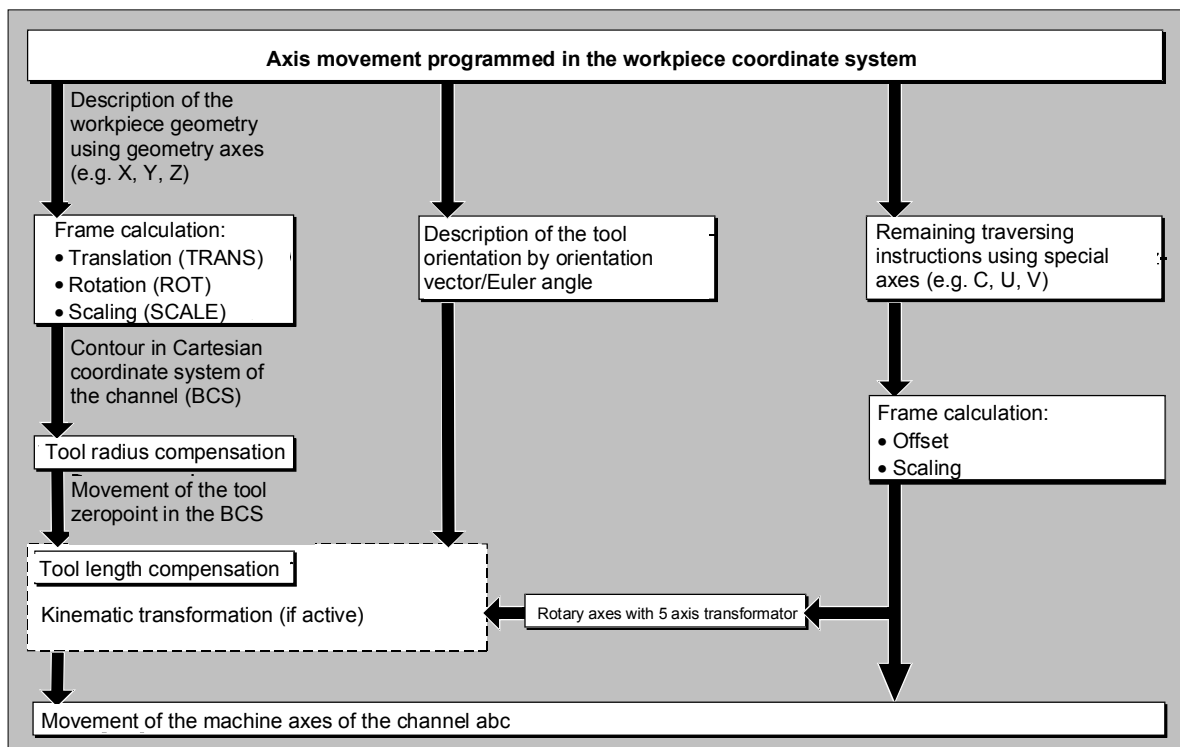 Axis movement programmed in the workpiece coordinate system
Description of the
workpiece geometry
using geometry axes
(e.g. X, Y, Z)
Frame calculation:
• Translation (TRANS)
• Rotation (ROT)
• Scaling (SCALE)
Description of the tool
orientation by orientation
vector/Euler angle
Remaining traversing
instructions using special
axes (e.g. C, U, V)
Contour in Cartesian
coordinate system of
the channel (BCS)
Frame calculation:
• Offset
• Scaling
Tool radius compensation
Movement of the tool
zeropoint in the BCS
Tool length compensation
Kinematic transformation (if active)
Rotary axes with 5 axis transformator
Movement of the machine axes of the channel abc